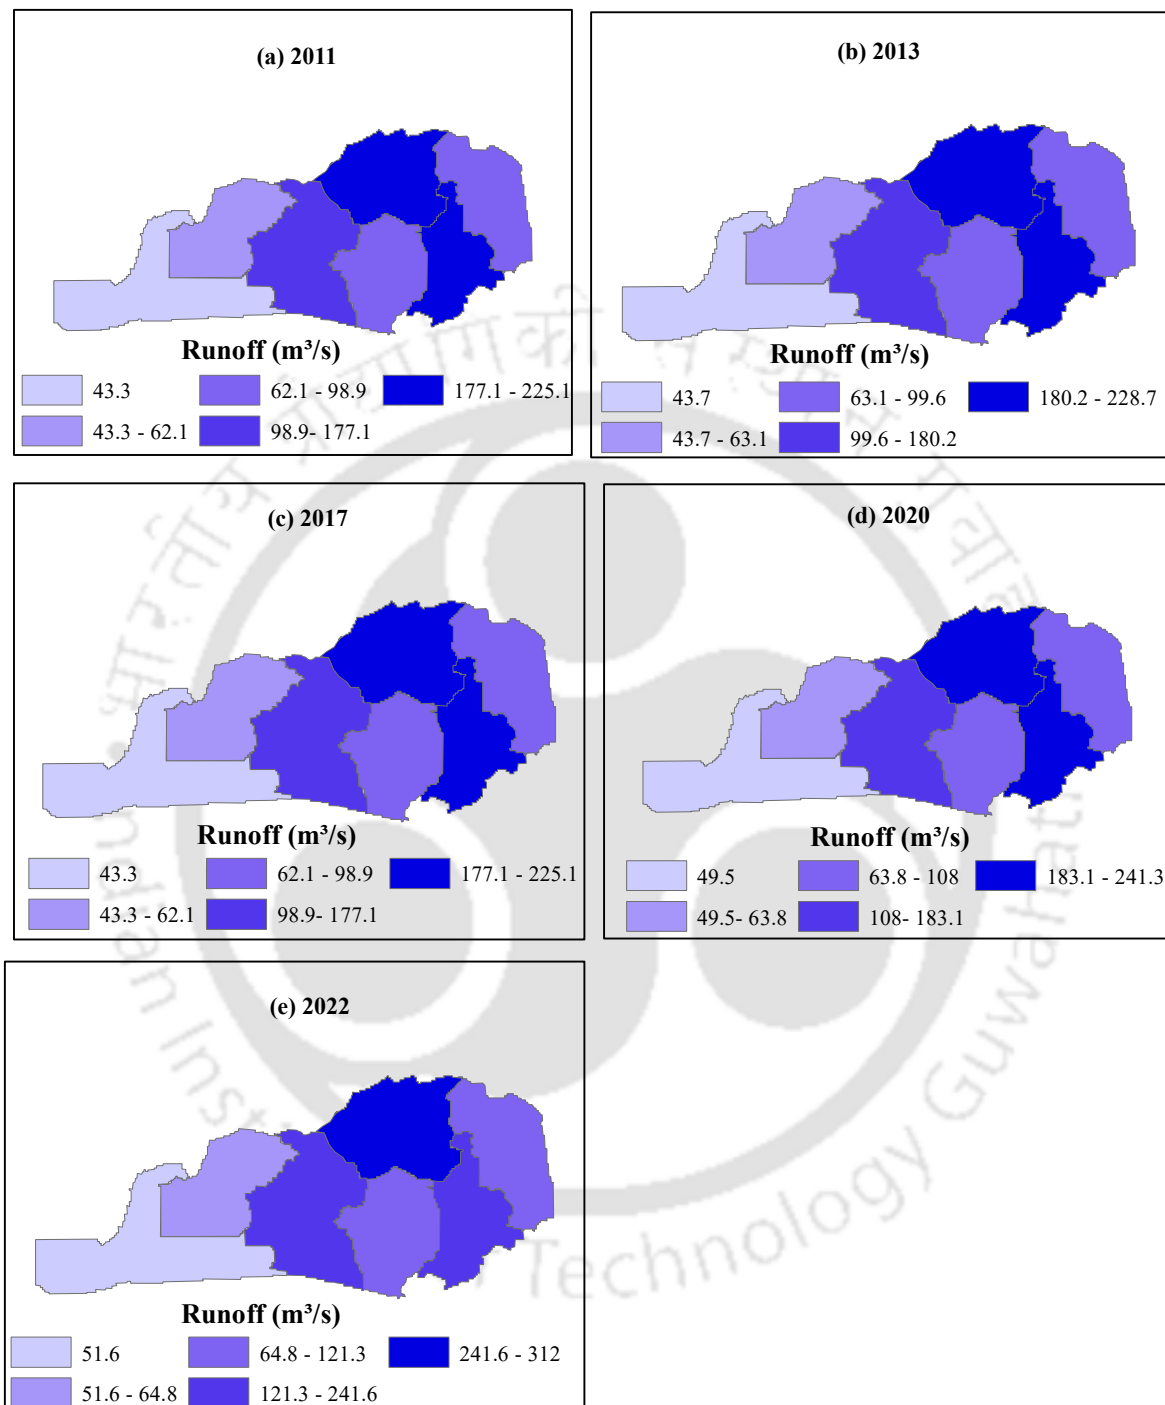 (a) 2011
Runoff (m³/s)
43.3
62.1 - 98.9
177.1 - 225.1
43.3 - 62.1
98.9- 177.1
(b) 2013
Runoff (m³/s)
43.7
63.1 - 99.6
180.2 - 228.7
43.7 - 63.1
99.6 - 180.2
(c) 2017
Runoff (m³/s)
43.3
62.1 - 98.9
177.1 - 225.1
43.3 - 62.1
98.9- 177.1
(d) 2020
Runoff (m³/s)
49.5
63.8 - 108
183.1 - 241.3
49.5- 63.8
108- 183.1
(e) 2022
Runoff (m³/s)
51.6
64.8 - 121.3
241.6 - 312
51.6 - 64.8
121.3 - 241.6
भारतीय प्रौद्योगिकी
Indian Technology Guwahati